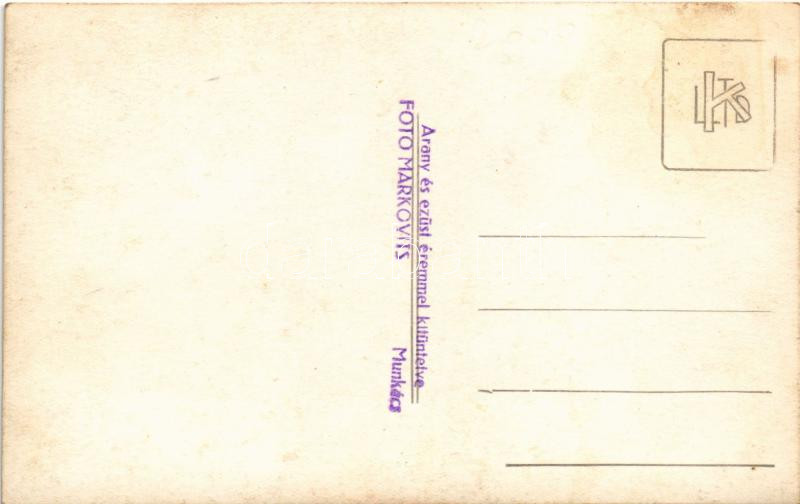 Arany és ezüst éremmel kitüntetve
FOTO MARKOVITS
Munkács